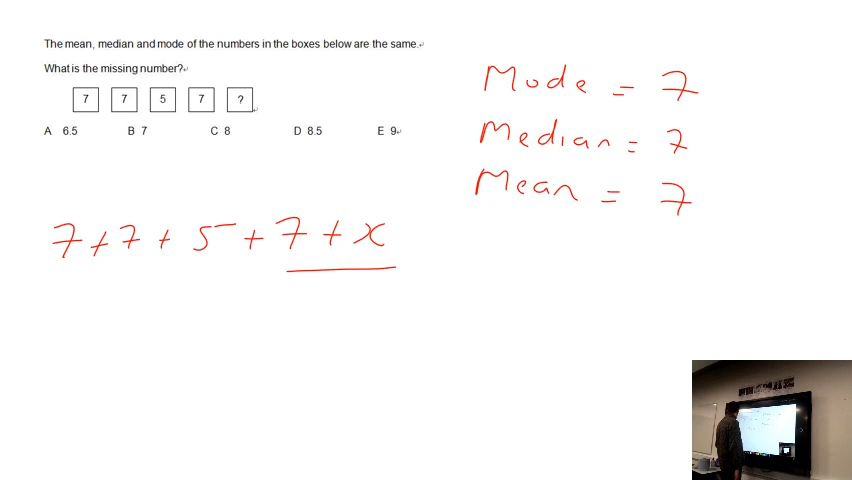 The mean, median and mode of the numbers in the boxes below are the same.
What is the missing number?
7 7 5 7 ?
A 6.5 B 7 C 8 D 8.5 E 9
Mode = 7
Median = 7
Mean = 7
7 + 7 + 5 + 7 + x